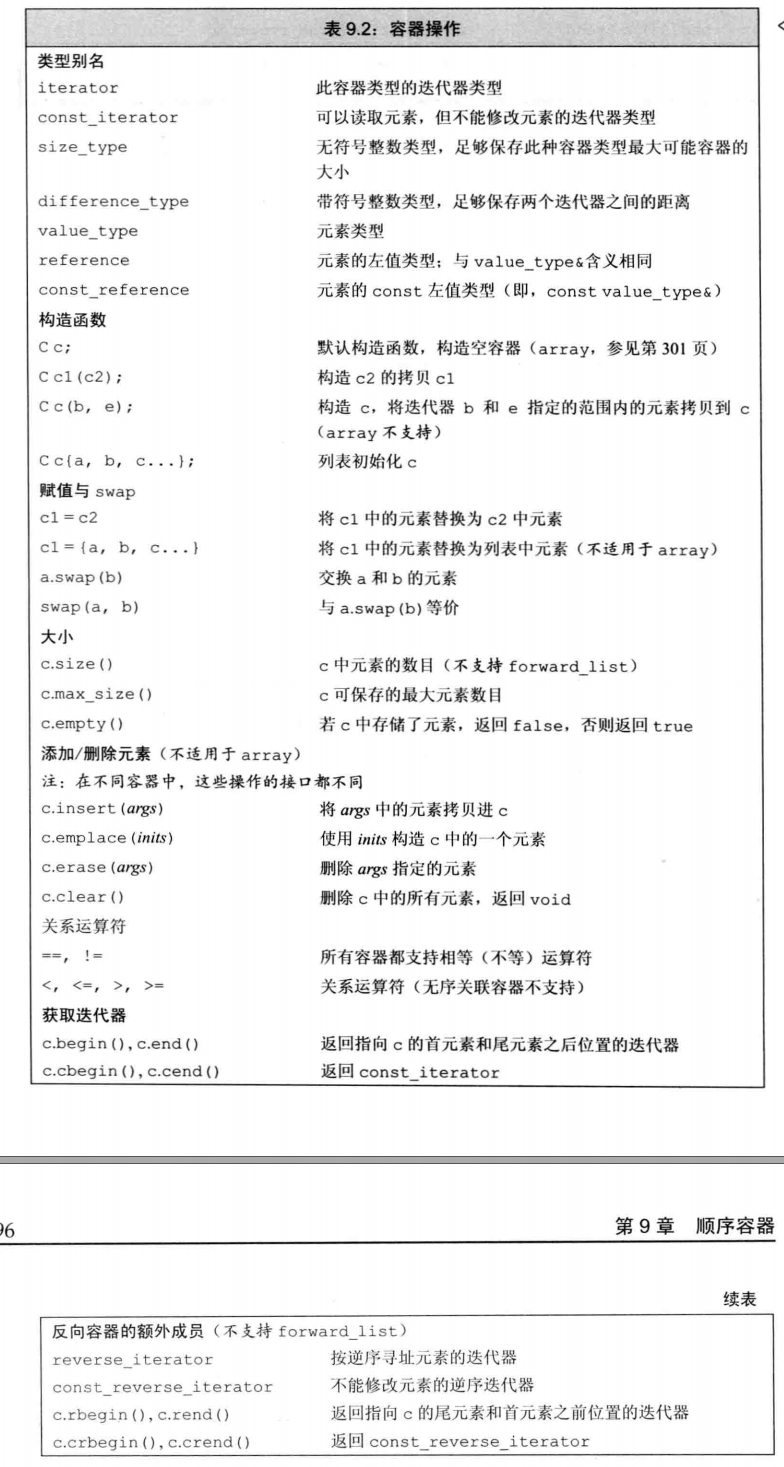 表 9.2：容器操作
类型别名
iterator 此容器类型的迭代器类型
const_iterator 可以读取元素，但不能修改元素的迭代器类型
size_type 无符号整数类型，足够保存此种容器类型最大可能容器的
大小
difference_type 带符号整数类型，足够保存两个迭代器之间的距离
value_type 元素类型
reference 元素的左值类型；与 value_type&含义相同
const_reference 元素的 const 左值类型（即，const value_type&）
构造函数
C c; 默认构造函数，构造空容器（array，参见第 301 页）
C c1(c2); 构造 c2 的拷贝 c1
C c(b, e); 构造 c，将迭代器 b 和 e 指定的范围内的元素拷贝到 c
（array 不支持）
C c{a, b, c...}; 列表初始化 c
赋值与 swap
c1 = c2 将 c1 中的元素替换为 c2 中元素
c1 = {a, b, c...} 将 c1 中的元素替换为列表中元素（不适用于 array）
a.swap(b) 交换 a 和 b 的元素
swap(a, b) 与 a.swap(b)等价
大小
c.size() c 中元素的数目（不支持 forward_list）
c.max_size() c 可保存的最大元素数目
c.empty() 若 c 中存储了元素，返回 false，否则返回 true
添加/删除元素（不适用于 array）
注：在不同容器中，这些操作的接口都不同
c.insert(args) 将 args 中的元素拷贝进 c
c.emplace(inits) 使用 inits 构造 c 中的一个元素
c.erase(args) 删除 args 指定的元素
c.clear() 删除 c 中的所有元素，返回 void
关系运算符
==, != 所有容器都支持相等（不等）运算符
<, <=, >, >= 关系运算符（无序关联容器不支持）
获取迭代器
c.begin(), c.end() 返回指向 c 的首元素和尾元素之后位置的迭代器
c.cbegin(), c.cend() 返回 const_iterator
96 第 9 章 顺序容器
续表
反向容器的额外成员（不支持 forward_list）
reverse_iterator 按逆序寻址元素的迭代器
const_reverse_iterator 不能修改元素的逆序迭代器
c.rbegin(), c.rend() 返回指向 c 的尾元素和首元素之前位置的迭代器
c.crbegin(), c.crend() 返回 const_reverse_iterator